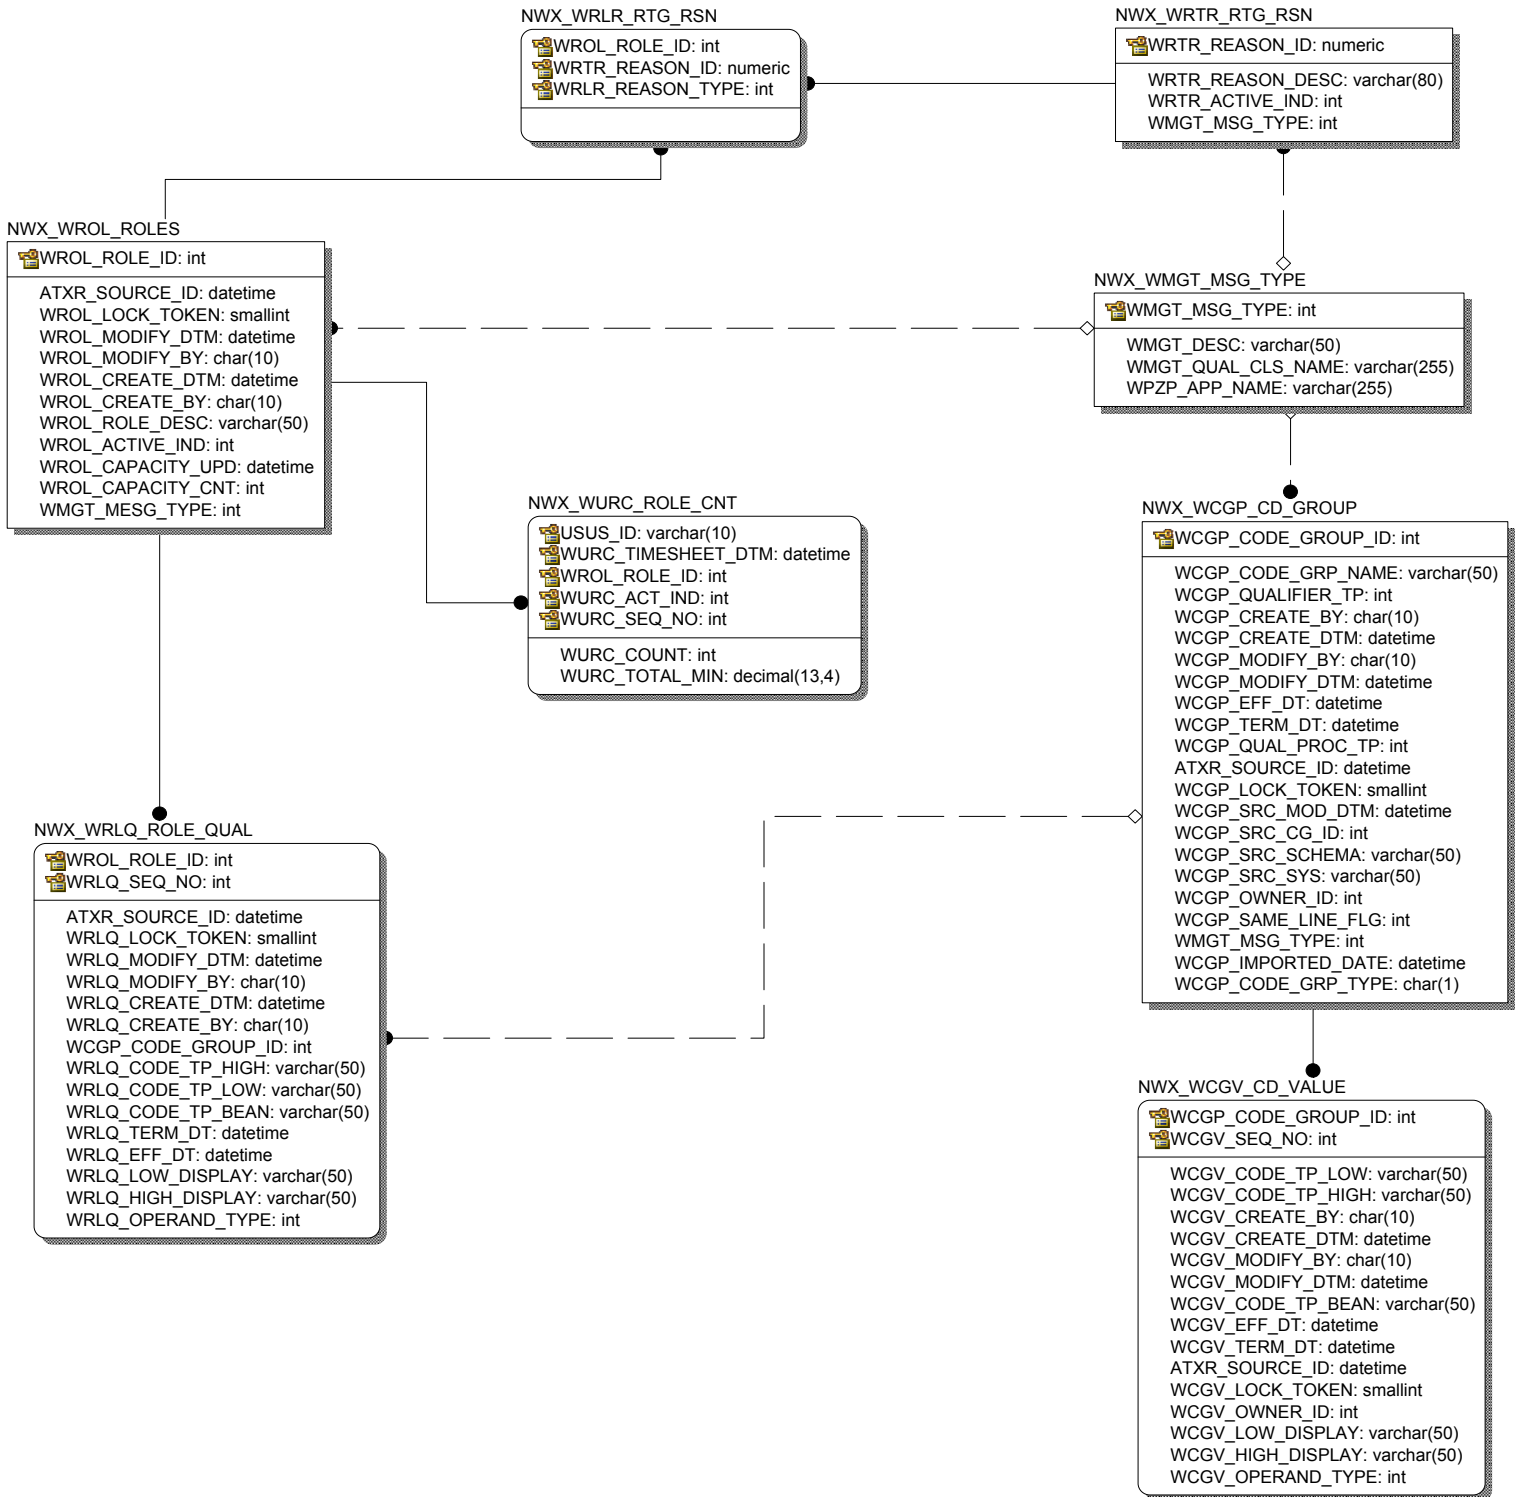 NWX_WRLR_RTG_RSN
WROL_ROLE_ID: int
WRTR_REASON_ID: numeric
WRLR_REASON_TYPE: int
NWX_WRTR_RTG_RSN
WRTR_REASON_ID: numeric
WRTR_REASON_DESC: varchar(80)
WRTR_ACTIVE_IND: int
WMGT_MSG_TYPE: int
NWX_WROL_ROLES
WROL_ROLE_ID: int
ATXR_SOURCE_ID: datetime
WROL_LOCK_TOKEN: smallint
WROL_MODIFY_DTM: datetime
WROL_MODIFY_BY: char(10)
WROL_CREATE_DTM: datetime
WROL_CREATE_BY: char(10)
WROL_ROLE_DESC: varchar(50)
WROL_ACTIVE_IND: int
WROL_CAPACITY_UPD: datetime
WROL_CAPACITY_CNT: int
WMGT_MESG_TYPE: int
NWX_WMGT_MSG_TYPE
WMGT_MSG_TYPE: int
WMGT_DESC: varchar(50)
WMGT_QUAL_CLS_NAME: varchar(255)
WPZP_APP_NAME: varchar(255)
NWX_WURC_ROLE_CNT
USUS_ID: varchar(10)
WURC_TIMESHEET_DTM: datetime
WROL_ROLE_ID: int
WURC_ACT_IND: int
WURC_SEQ_NO: int
WURC_COUNT: int
WURC_TOTAL_MIN: decimal(13,4)
NWX_WCGP_CD_GROUP
WCGP_CODE_GROUP_ID: int
WCGP_CODE_GRP_NAME: varchar(50)
WCGP_QUALIFIER_TP: int
WCGP_CREATE_BY: char(10)
WCGP_CREATE_DTM: datetime
WCGP_MODIFY_BY: char(10)
WCGP_MODIFY_DTM: datetime
WCGP_EFF_DT: datetime
WCGP_TERM_DT: datetime
WCGP_QUAL_PROC_TP: int
ATXR_SOURCE_ID: datetime
WCGP_LOCK_TOKEN: smallint
WCGP_SRC_MOD_DTM: datetime
WCGP_SRC_CG_ID: int
WCGP_SRC_SCHEMA: varchar(50)
WCGP_SRC_SYS: varchar(50)
WCGP_OWNER_ID: int
WCGP_SAME_LINE_FLG: int
WMGT_MSG_TYPE: int
WCGP_IMPORTED_DATE: datetime
WCGP_CODE_GRP_TYPE: char(1)
NWX_WRLQ_ROLE_QUAL
WROL_ROLE_ID: int
WRLQ_SEQ_NO: int
ATXR_SOURCE_ID: datetime
WRLQ_LOCK_TOKEN: smallint
WRLQ_MODIFY_DTM: datetime
WRLQ_MODIFY_BY: char(10)
WRLQ_CREATE_DTM: datetime
WRLQ_CREATE_BY: char(10)
WCGP_CODE_GROUP_ID: int
WRLQ_CODE_TP_HIGH: varchar(50)
WRLQ_CODE_TP_LOW: varchar(50)
WRLQ_CODE_TP_BEAN: varchar(50)
WRLQ_TERM_DT: datetime
WRLQ_EFF_DT: datetime
WRLQ_LOW_DISPLAY: varchar(50)
WRLQ_HIGH_DISPLAY: varchar(50)
WRLQ_OPERAND_TYPE: int
NWX_WCGV_CD_VALUE
WCGP_CODE_GROUP_ID: int
WCGV_SEQ_NO: int
WCGV_CODE_TP_LOW: varchar(50)
WCGV_CODE_TP_HIGH: varchar(50)
WCGV_CREATE_BY: char(10)
WCGV_CREATE_DTM: datetime
WCGV_MODIFY_BY: char(10)
WCGV_MODIFY_DTM: datetime
WCGV_CODE_TP_BEAN: varchar(50)
WCGV_EFF_DT: datetime
WCGV_TERM_DT: datetime
ATXR_SOURCE_ID: datetime
WCGV_LOCK_TOKEN: smallint
WCGV_OWNER_ID: int
WCGV_LOW_DISPLAY: varchar(50)
WCGV_HIGH_DISPLAY: varchar(50)
WCGV_OPERAND_TYPE: int